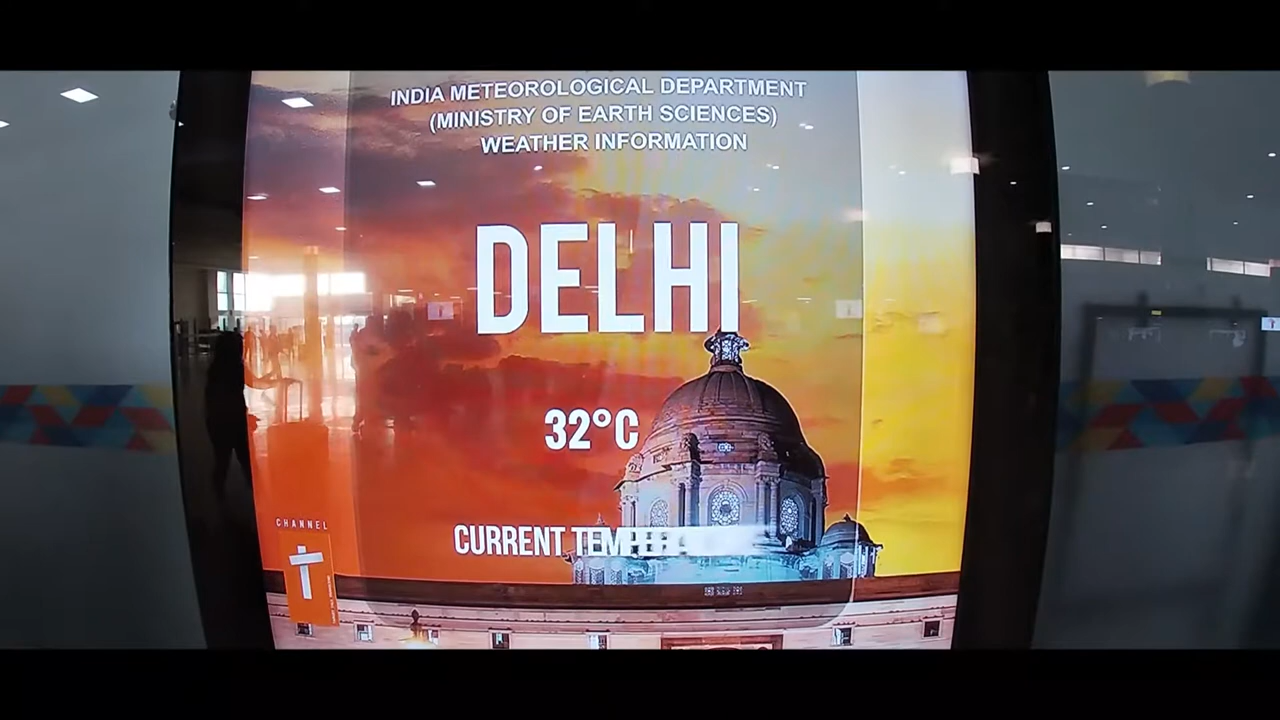 INDIA METEOROLOGICAL DEPARTMENT
(MINISTRY OF EARTH SCIENCES)
WEATHER INFORMATION
DELHI
32°C
CURRENT
CHANNEL
T